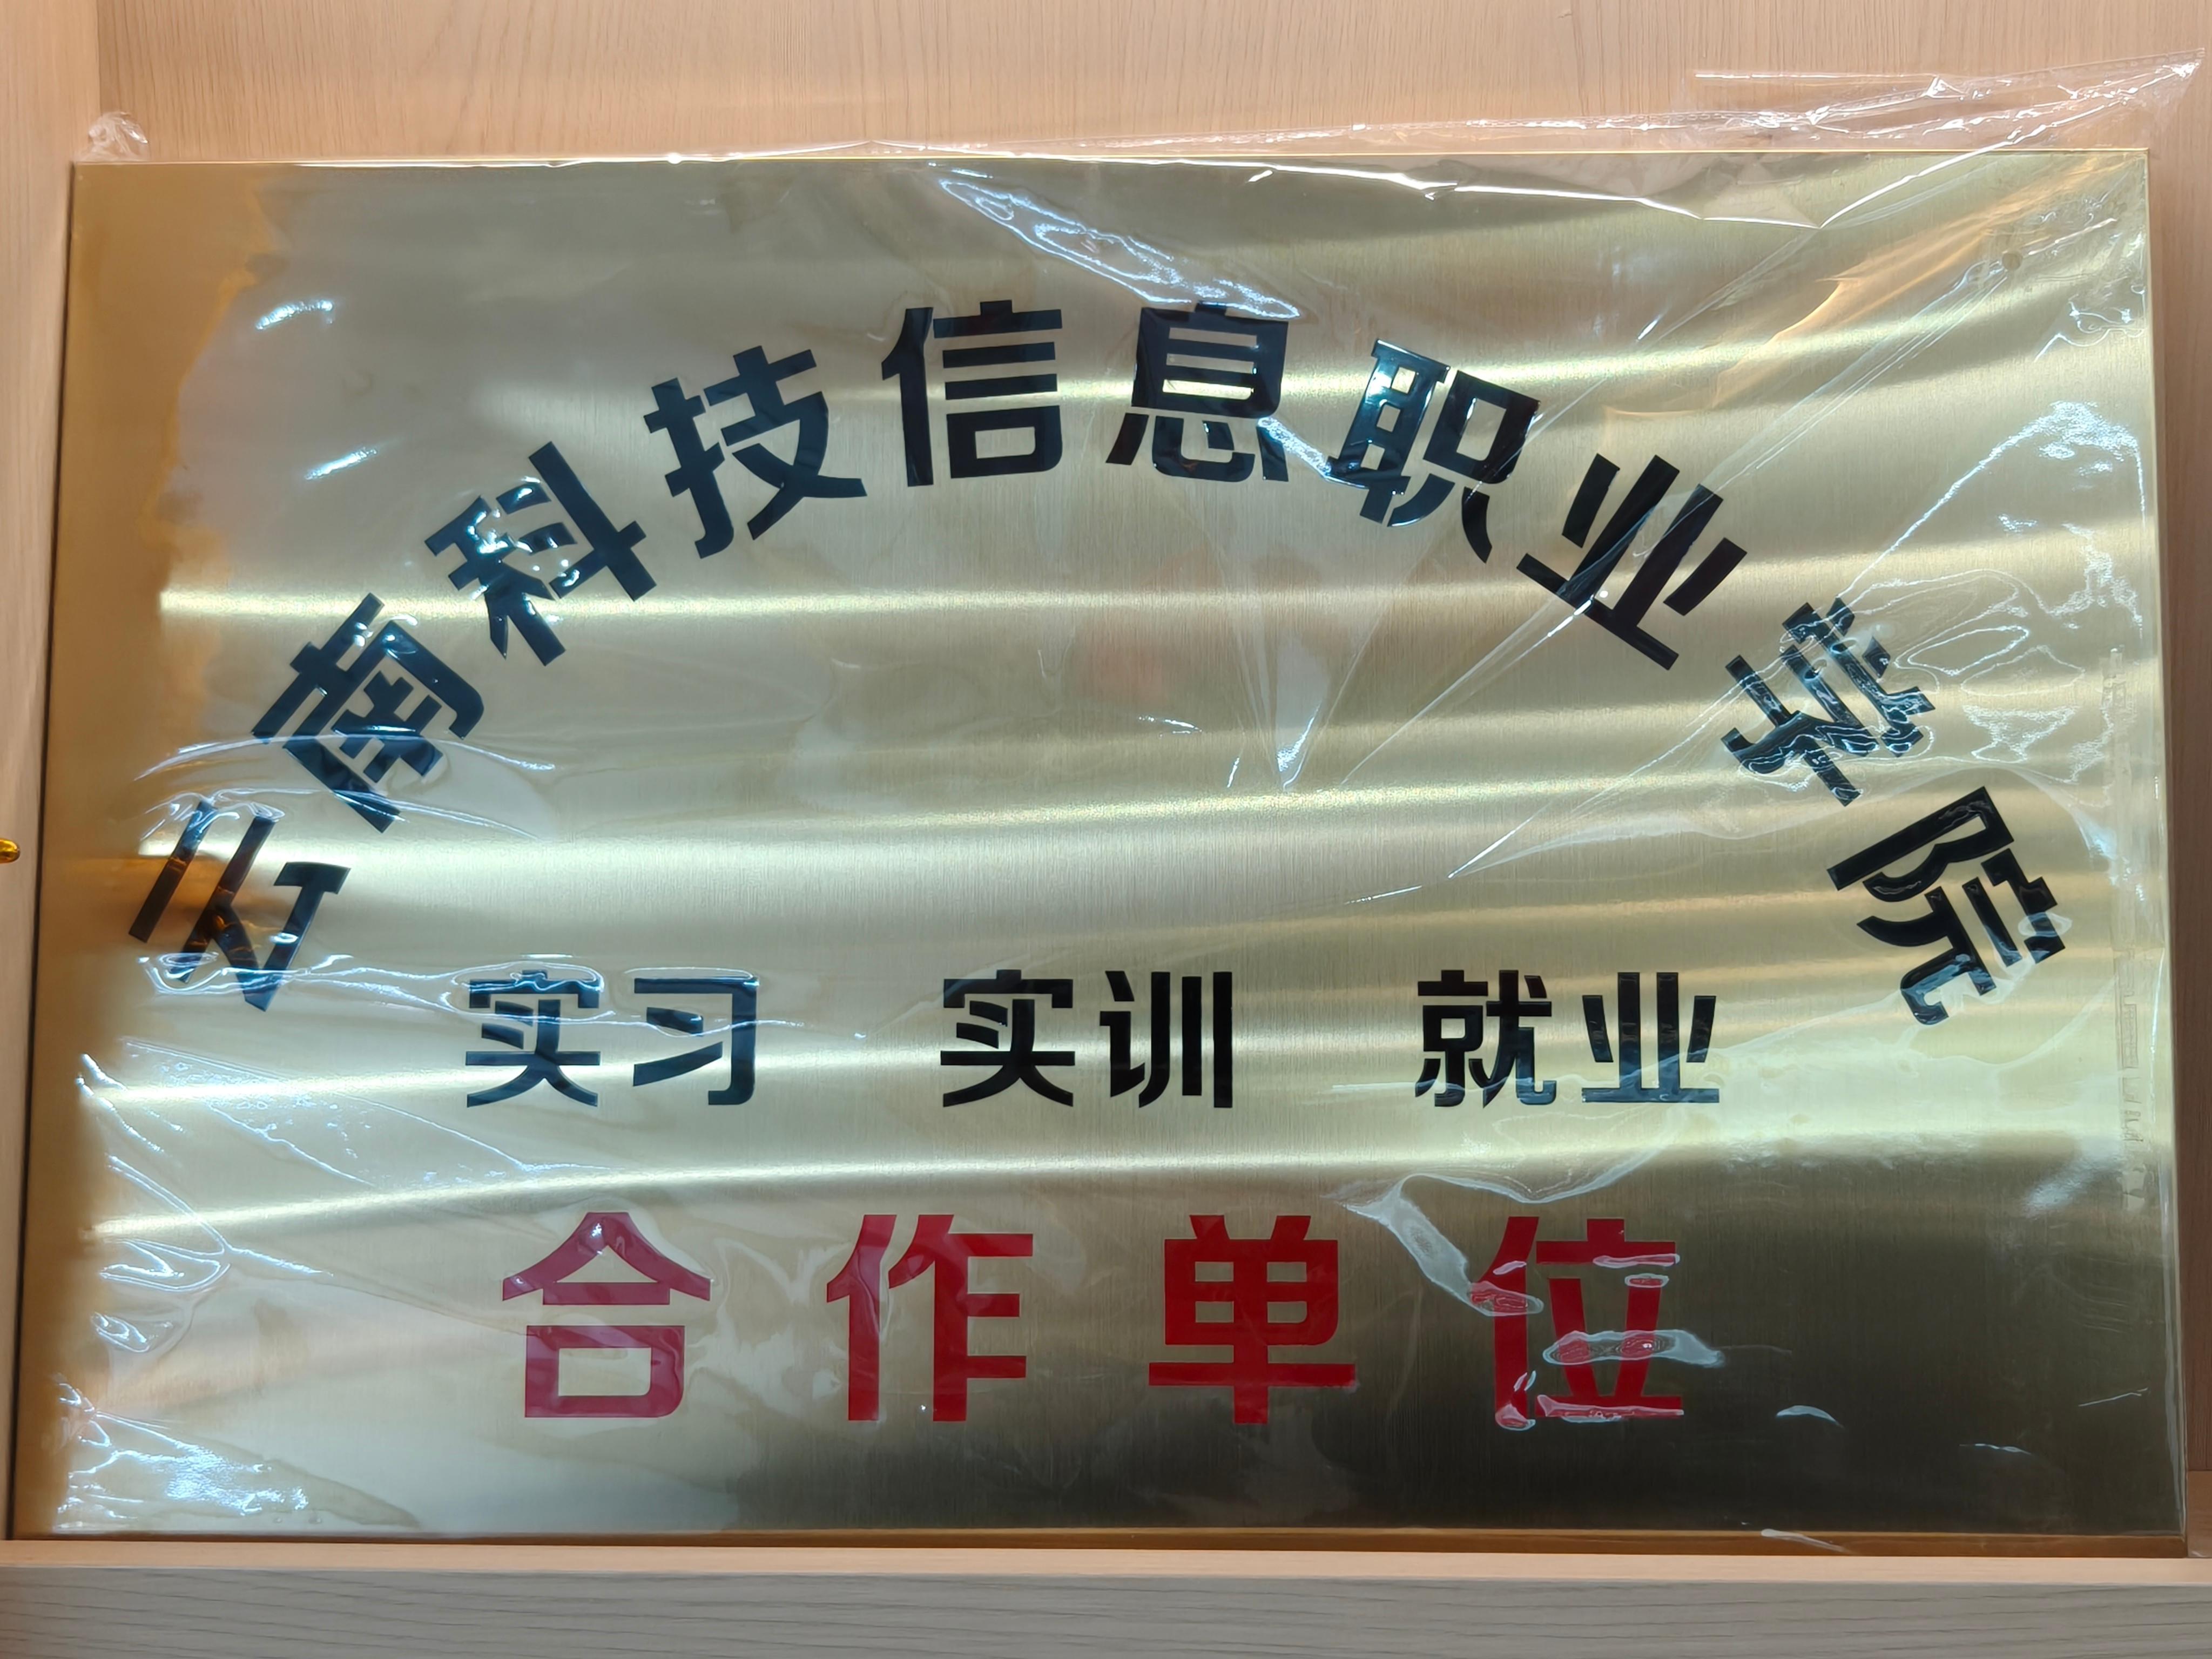 云南科技信息职业学院
实习 实训 就业
合作单位